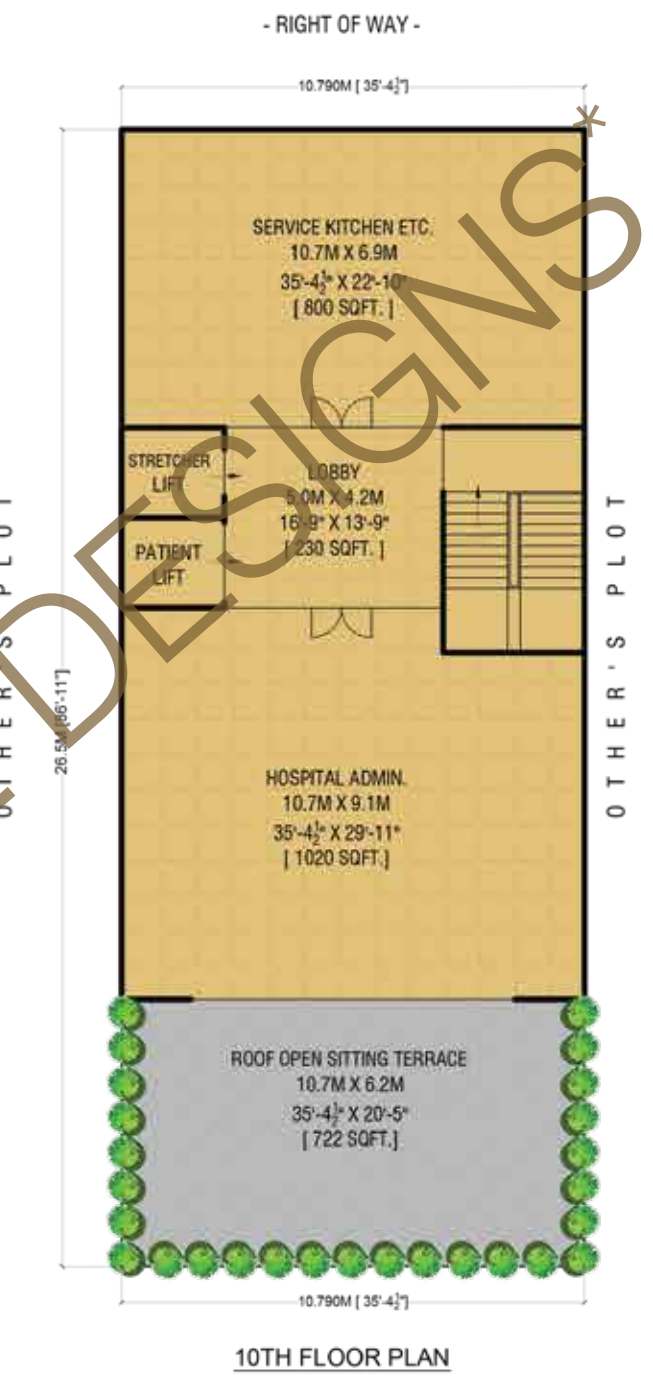 - RIGHT OF WAY -
10.790M [ 35'-4½"]
SERVICE KITCHEN ETC.
10.7M X 6.9M
35'-4½" X 22'-10"
[ 800 SQFT. ]
STRETCHER
LIFT
LOBBY
5.0M X 4.2M
16'-9" X 13'-9"
[ 230 SQFT. ]
PATIENT
LIFT
OTHER'S PLOT
OTHER'S PLOT
26.5M [86'-11"]
HOSPITAL ADMIN.
10.7M X 9.1M
35'-4½" X 29'-11"
[ 1020 SQFT.]
ROOF OPEN SITTING TERRACE
10.7M X 6.2M
35'-4½" X 20'-5"
[ 722 SQFT.]
10.790M [ 35'-4½"]
10TH FLOOR PLAN
DESIGNS*